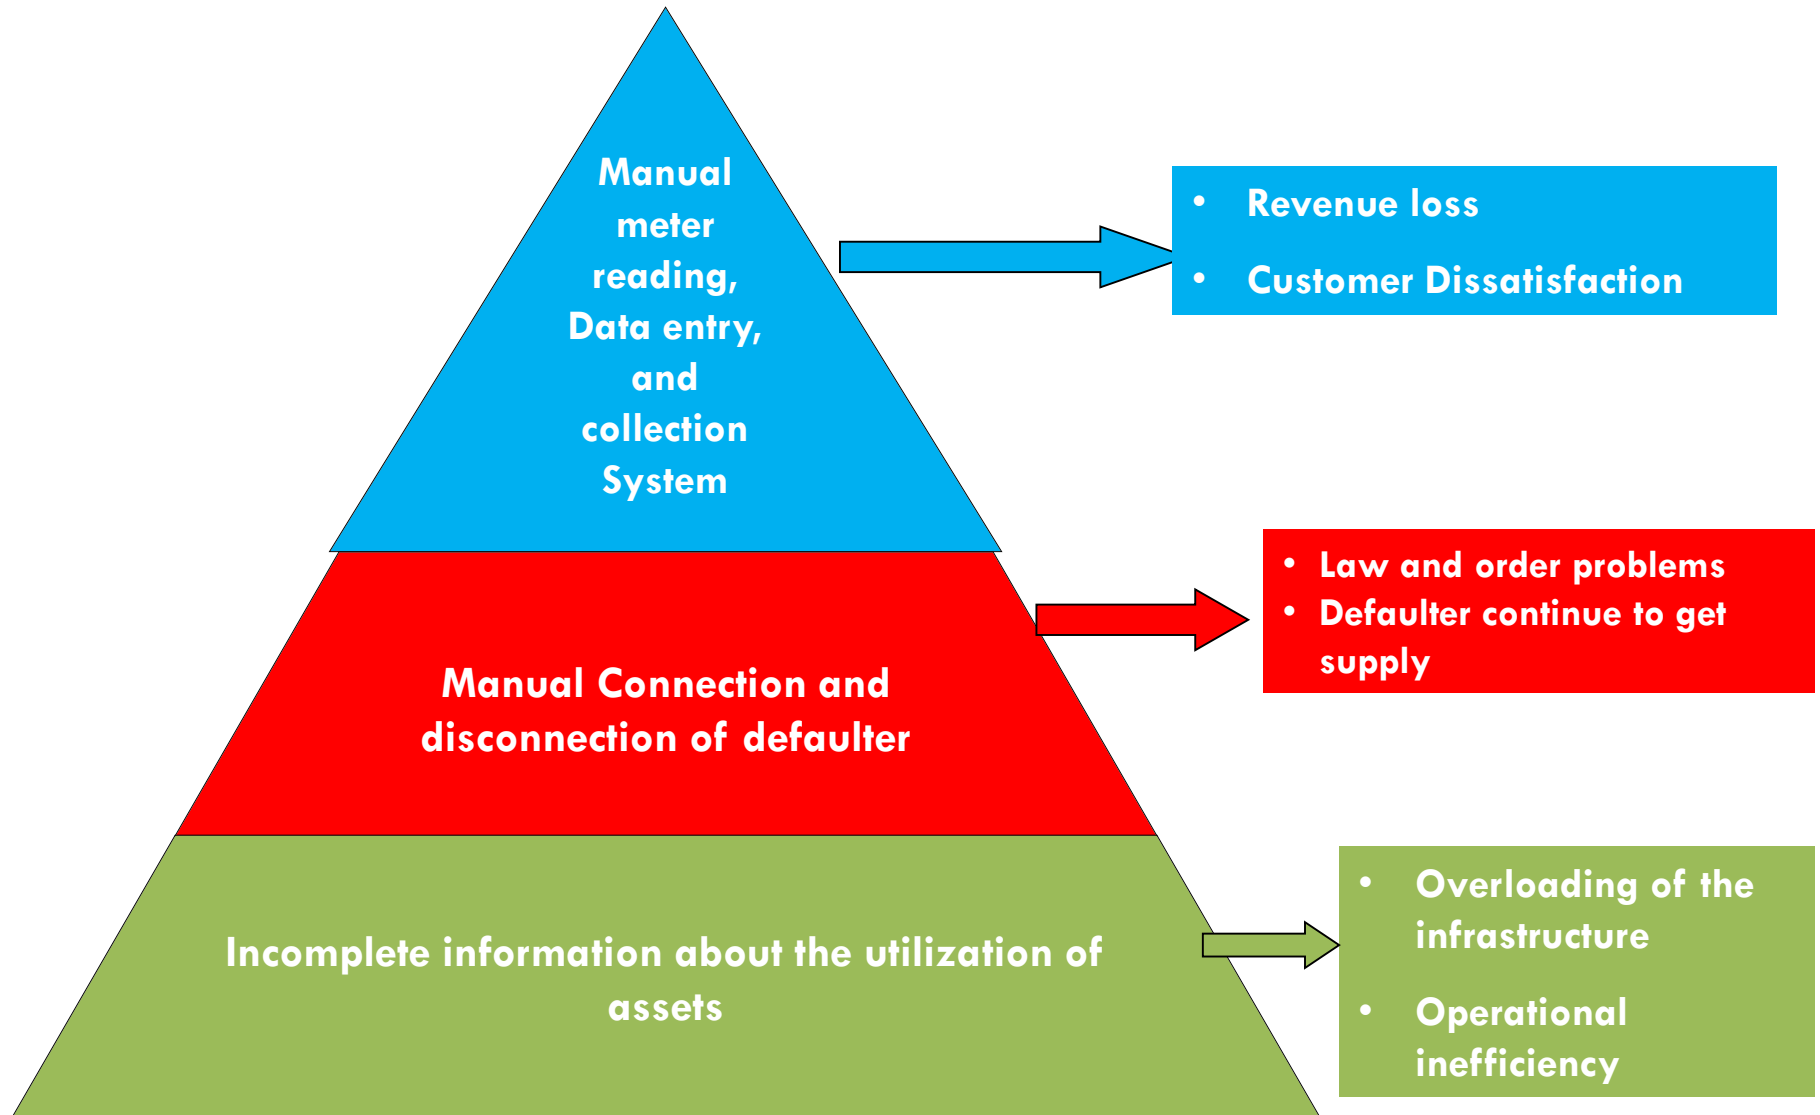 Manual
meter
reading,
Data entry,
and
collection
System
• Revenue loss
• Customer Dissatisfaction
Manual Connection and
disconnection of defaulter
• Law and order problems
• Defaulter continue to get
supply
Incomplete information about the utilization of
assets
• Overloading of the
infrastructure
• Operational
inefficiency